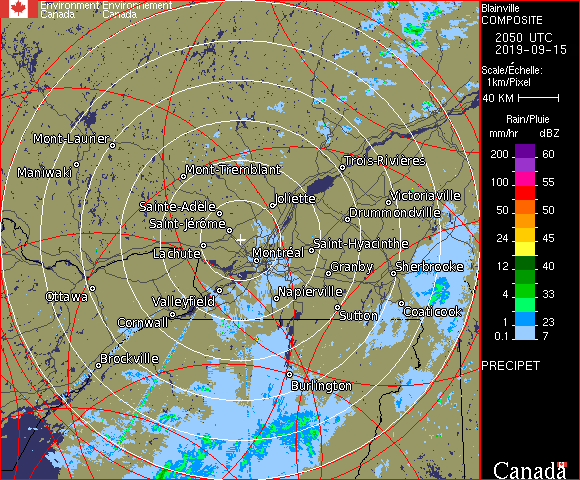 Environment Environnement
Canada Canada
Blainville
COMPOSITE
2050 UTC
2019-09-15
Scale/Échelle:
1km/Pixel
40 KM
Rain/Pluie
mm/hr dBZ
200 60
100 55
50 50
24 45
12 40
4 33
1 23
0.1 7
PRECIPET
Mont-Laurier
Maniwaki
Mont-Tremblant
Trois-Rivières
Joliette
Victoriaville
Sainte-Adele
Drummondville
Saint-Jérôme
Saint-Hyacinthe
Lachute
Montréal
Granby
Sherbrooke
Ottawa
Valleyfield
Napierville
Cornwall
Sutton
Coaticook
Brockville
Burlington
Canada